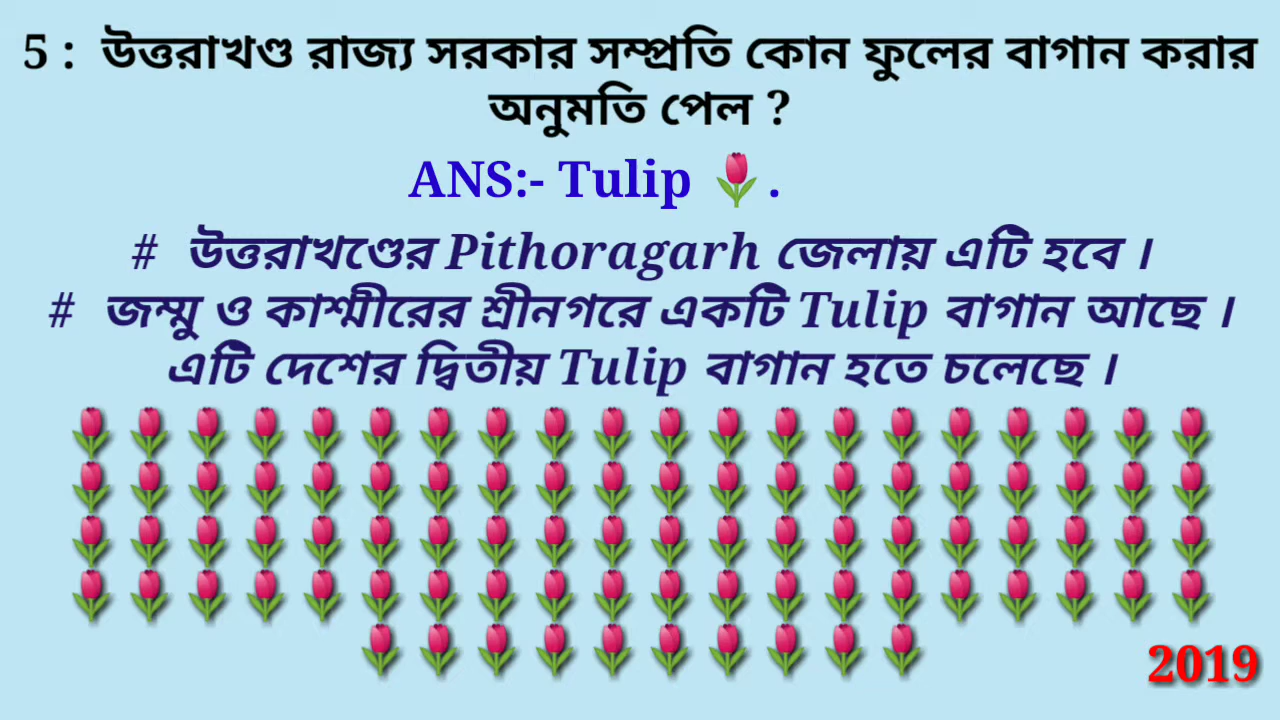 5 : উত্তরাখণ্ড রাজ্য সরকার সম্প্রতি কোন ফুলের বাগান করার
অনুমতি পেল ?
ANS:- Tulip 🌷.
# উত্তরাখণ্ডের Pithoragarh জেলায় এটি হবে ।
# জম্মু ও কাশ্মীরের শ্রীনগরে একটি Tulip বাগান আছে ।
এটি দেশের দ্বিতীয় Tulip বাগান হতে চলেছে ।
2019